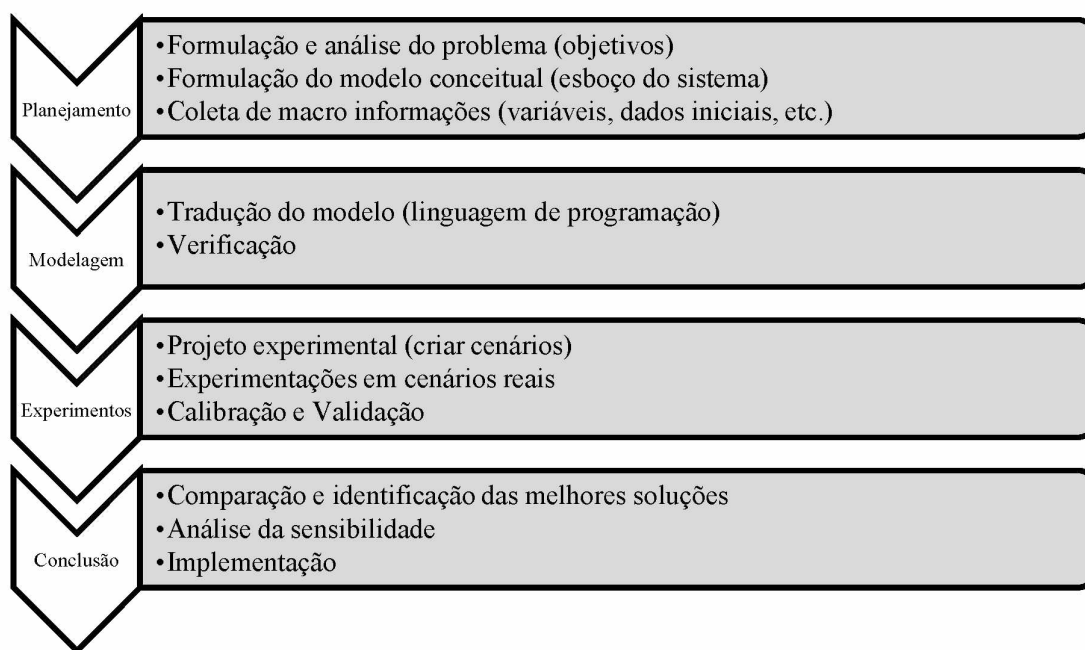 Planejamento
•Formulação e análise do problema (objetivos)
•Formulação do modelo conceitual (esboço do sistema)
•Coleta de macro informações (variáveis, dados iniciais, etc.)
Modelagem
•Tradução do modelo (linguagem de programação)
•Verificação
Experimentos
•Projeto experimental (criar cenários)
•Experimentações em cenários reais
•Calibração e Validação
Conclusão
•Comparação e identificação das melhores soluções
•Análise da sensibilidade
•Implementação